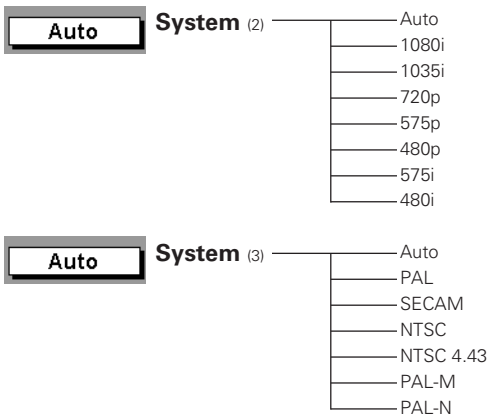 Auto
System (2)
Auto
1080i
1035i
720p
575p
480p
575i
480i
Auto
System (3)
Auto
PAL
SECAM
NTSC
NTSC 4.43
PAL-M
PAL-N